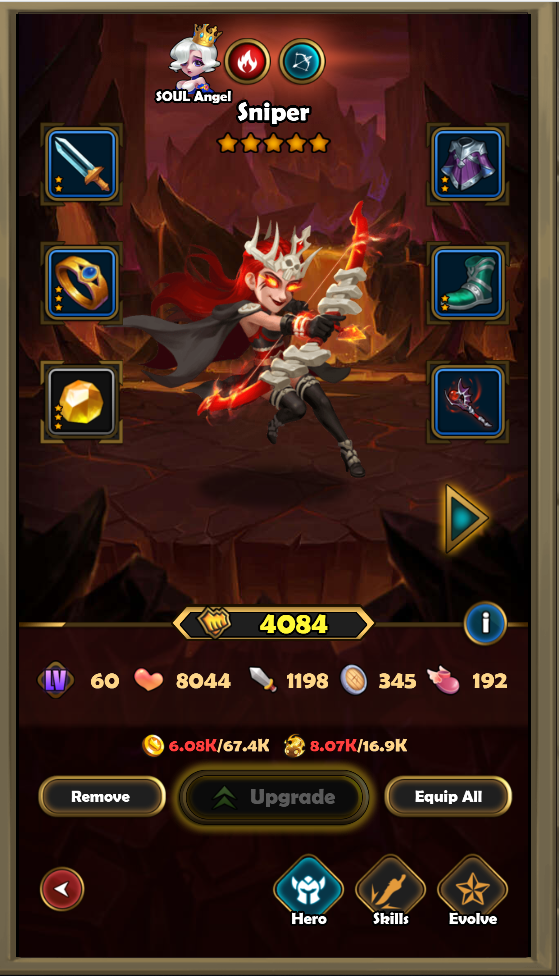 SOUL Angel
Sniper
4084
i
LV 60 8044 1198 345 192
6.08K/67.4K 8.07K/16.9K
Remove Upgrade Equip All
Hero Skills Evolve